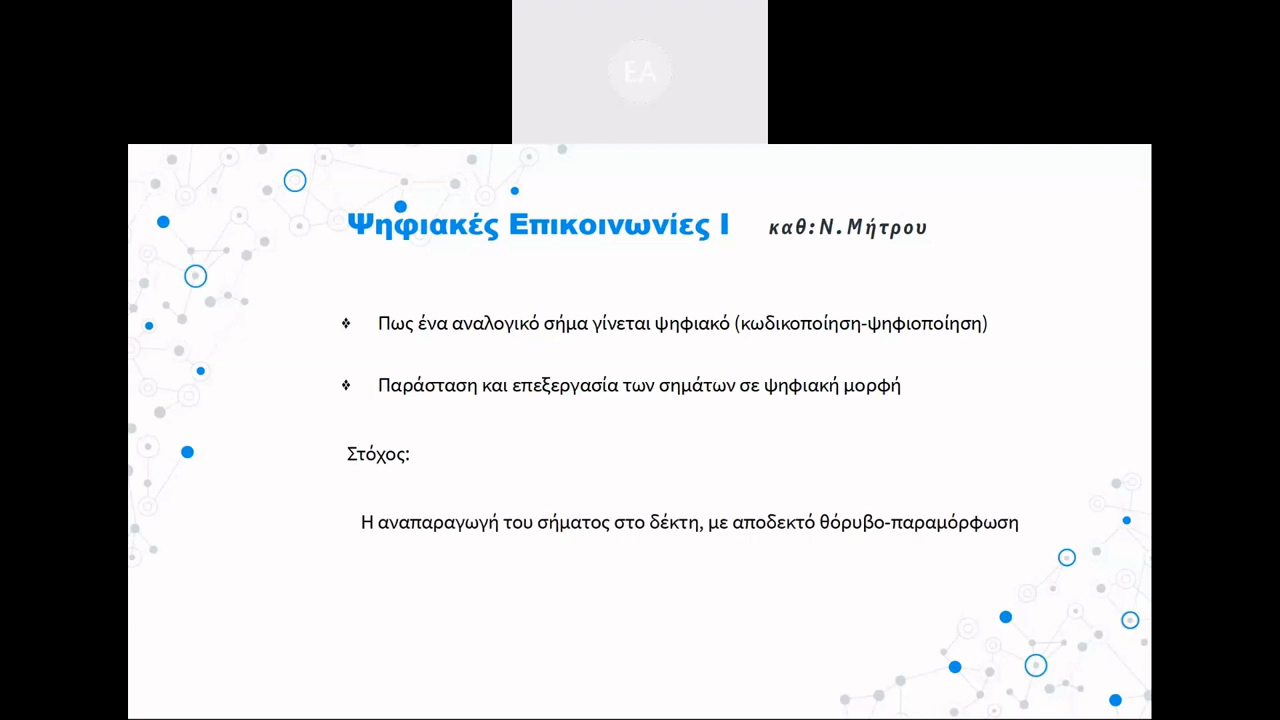 EA
Ψηφιακές Επικοινωνίες Ι καθ:Ν.Μήτρου
❖ Πως ένα αναλογικό σήμα γίνεται ψηφιακό (κωδικοποίηση-ψηφιοποίηση)
❖ Παράσταση και επεξεργασία των σημάτων σε ψηφιακή μορφή
Στόχος:
Η αναπαραγωγή του σήματος στο δέκτη, με αποδεκτό θόρυβο-παραμόρφωση